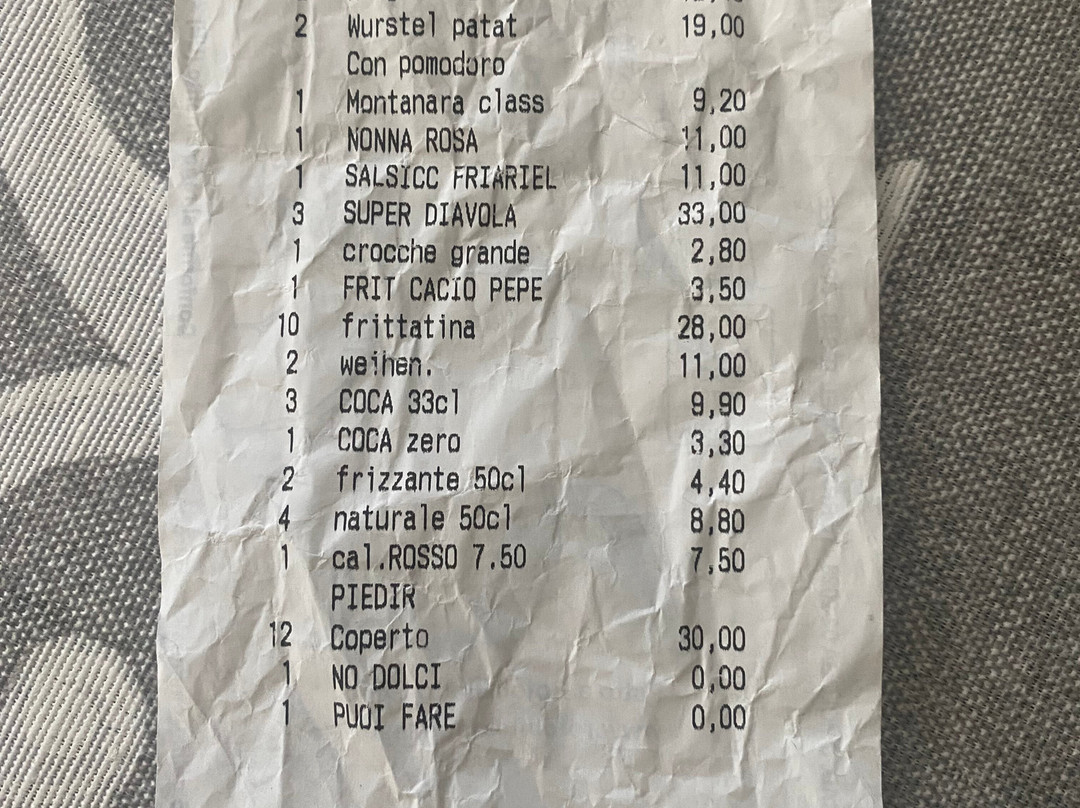 2 Wurstel patat 19,00
Con pomodoro
1 Montanara class 9,20
1 NONNA ROSA 11,00
1 SALSICC FRIARIEL 11,00
3 SUPER DIAVOLA 33,00
1 crocche grande 2,80
1 FRIT CACIO PEPE 3,50
10 frittatina 28,00
2 weihen. 11,00
3 COCA 33cl 9,90
1 COCA zero 3,30
2 frizzante 50cl 4,40
4 naturale 50cl 8,80
1 cal.ROSSO 7.50 7,50
PIEDIR
12 Coperto 30,00
1 NO DOLCI 0,00
1 PUOI FARE 0,00